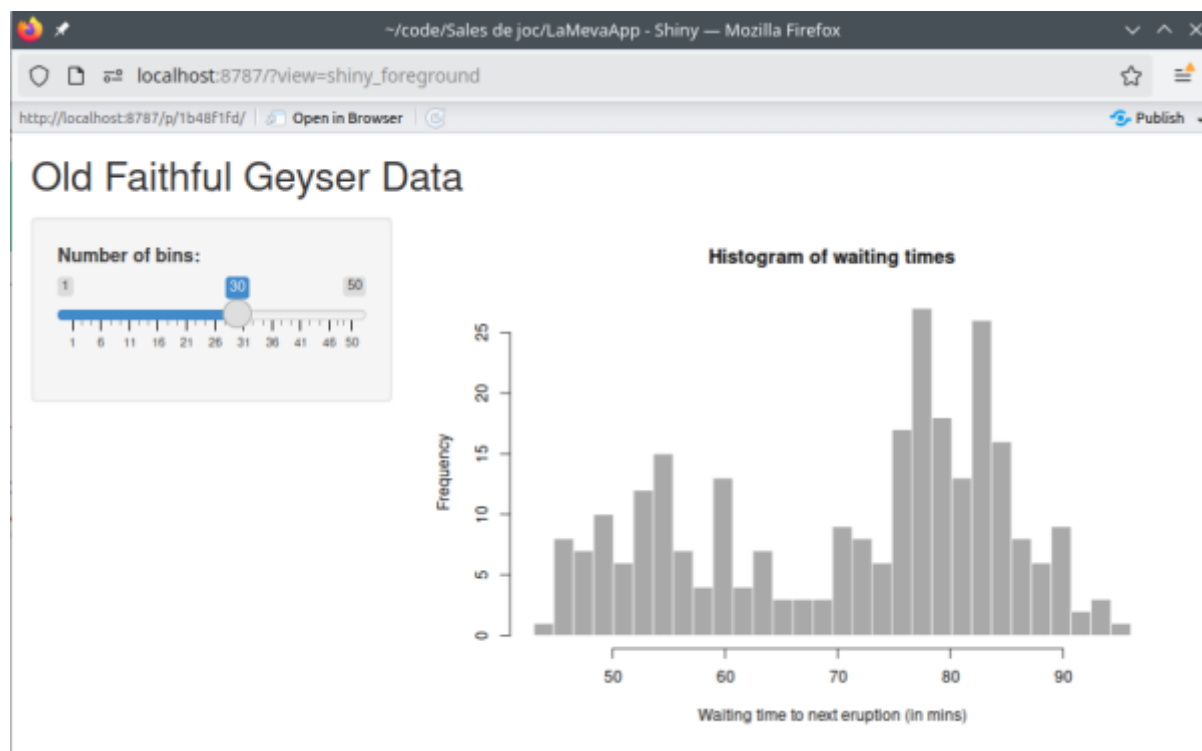 ~/code/Sales de joc/LaMevaApp - Shiny — Mozilla Firefox
localhost:8787/?view=shiny_foreground
http://localhost:8787/p/1b48f1fd/ Open in Browser Publish
Old Faithful Geyser Data
Number of bins:
1 30 50
1 6 11 16 21 26 31 36 41 46 50
Histogram of waiting times
Frequency
25
20
15
10
5
0
50 60 70 80 90
Waiting time to next eruption (in mins)